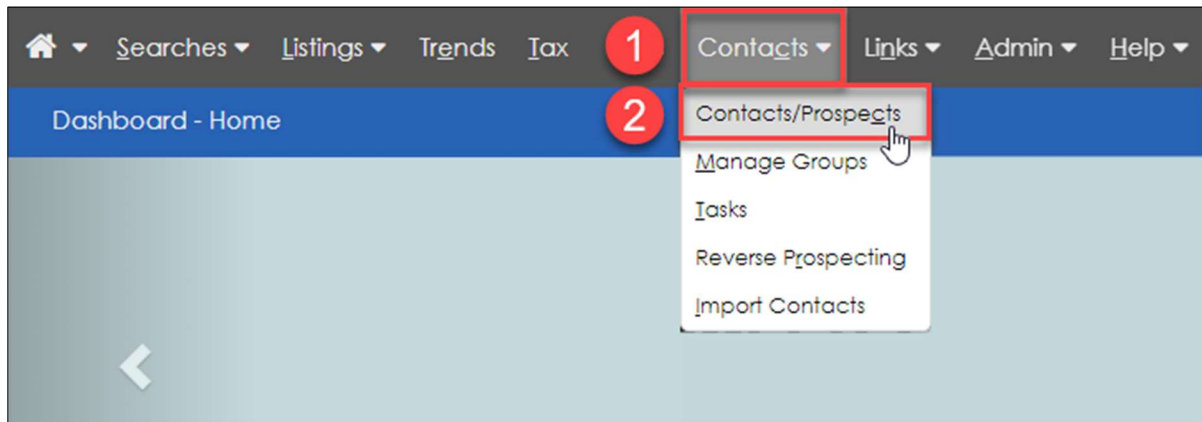 Searches Listings Trends Tax 1 Contacts Links Admin Help
Dashboard - Home 2 Contacts/Prospects
Manage Groups
Tasks
Reverse Prospecting
Import Contacts